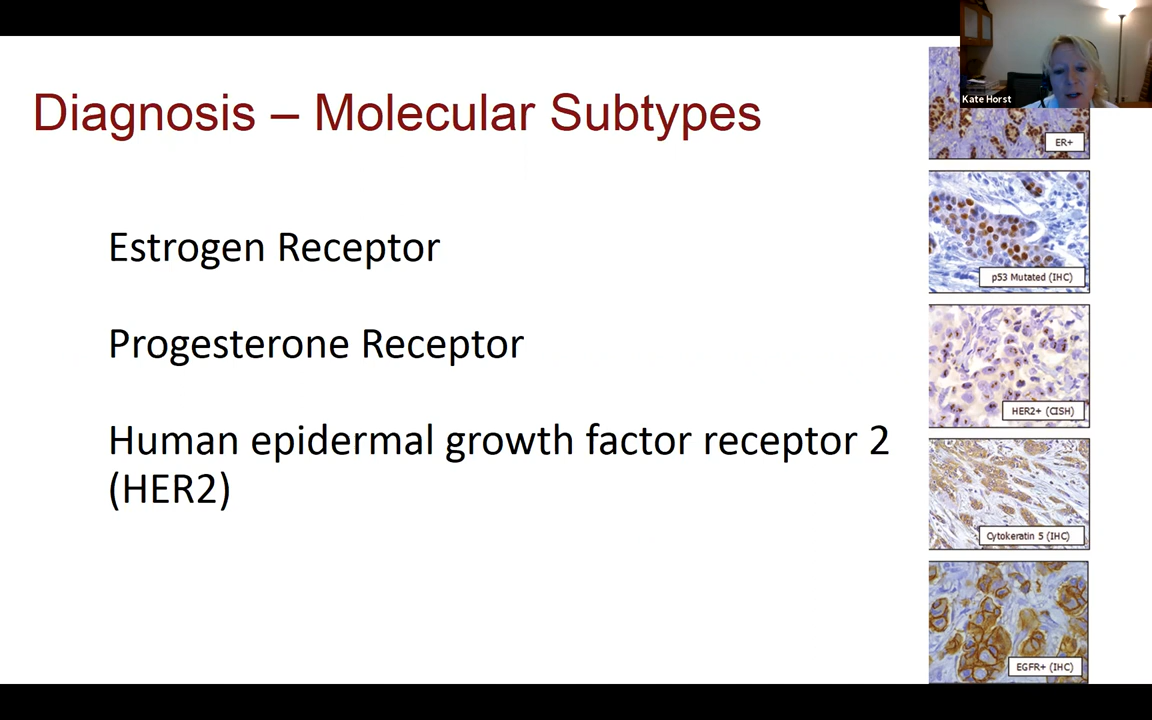 Diagnosis – Molecular Subtypes
Kate Horst
ER+
Estrogen Receptor
p53 Mutated (IHC)
Progesterone Receptor
HER2+ (CISH)
Human epidermal growth factor receptor 2
(HER2)
Cytokeratin 5 (IHC)
EGFR+ (IHC)